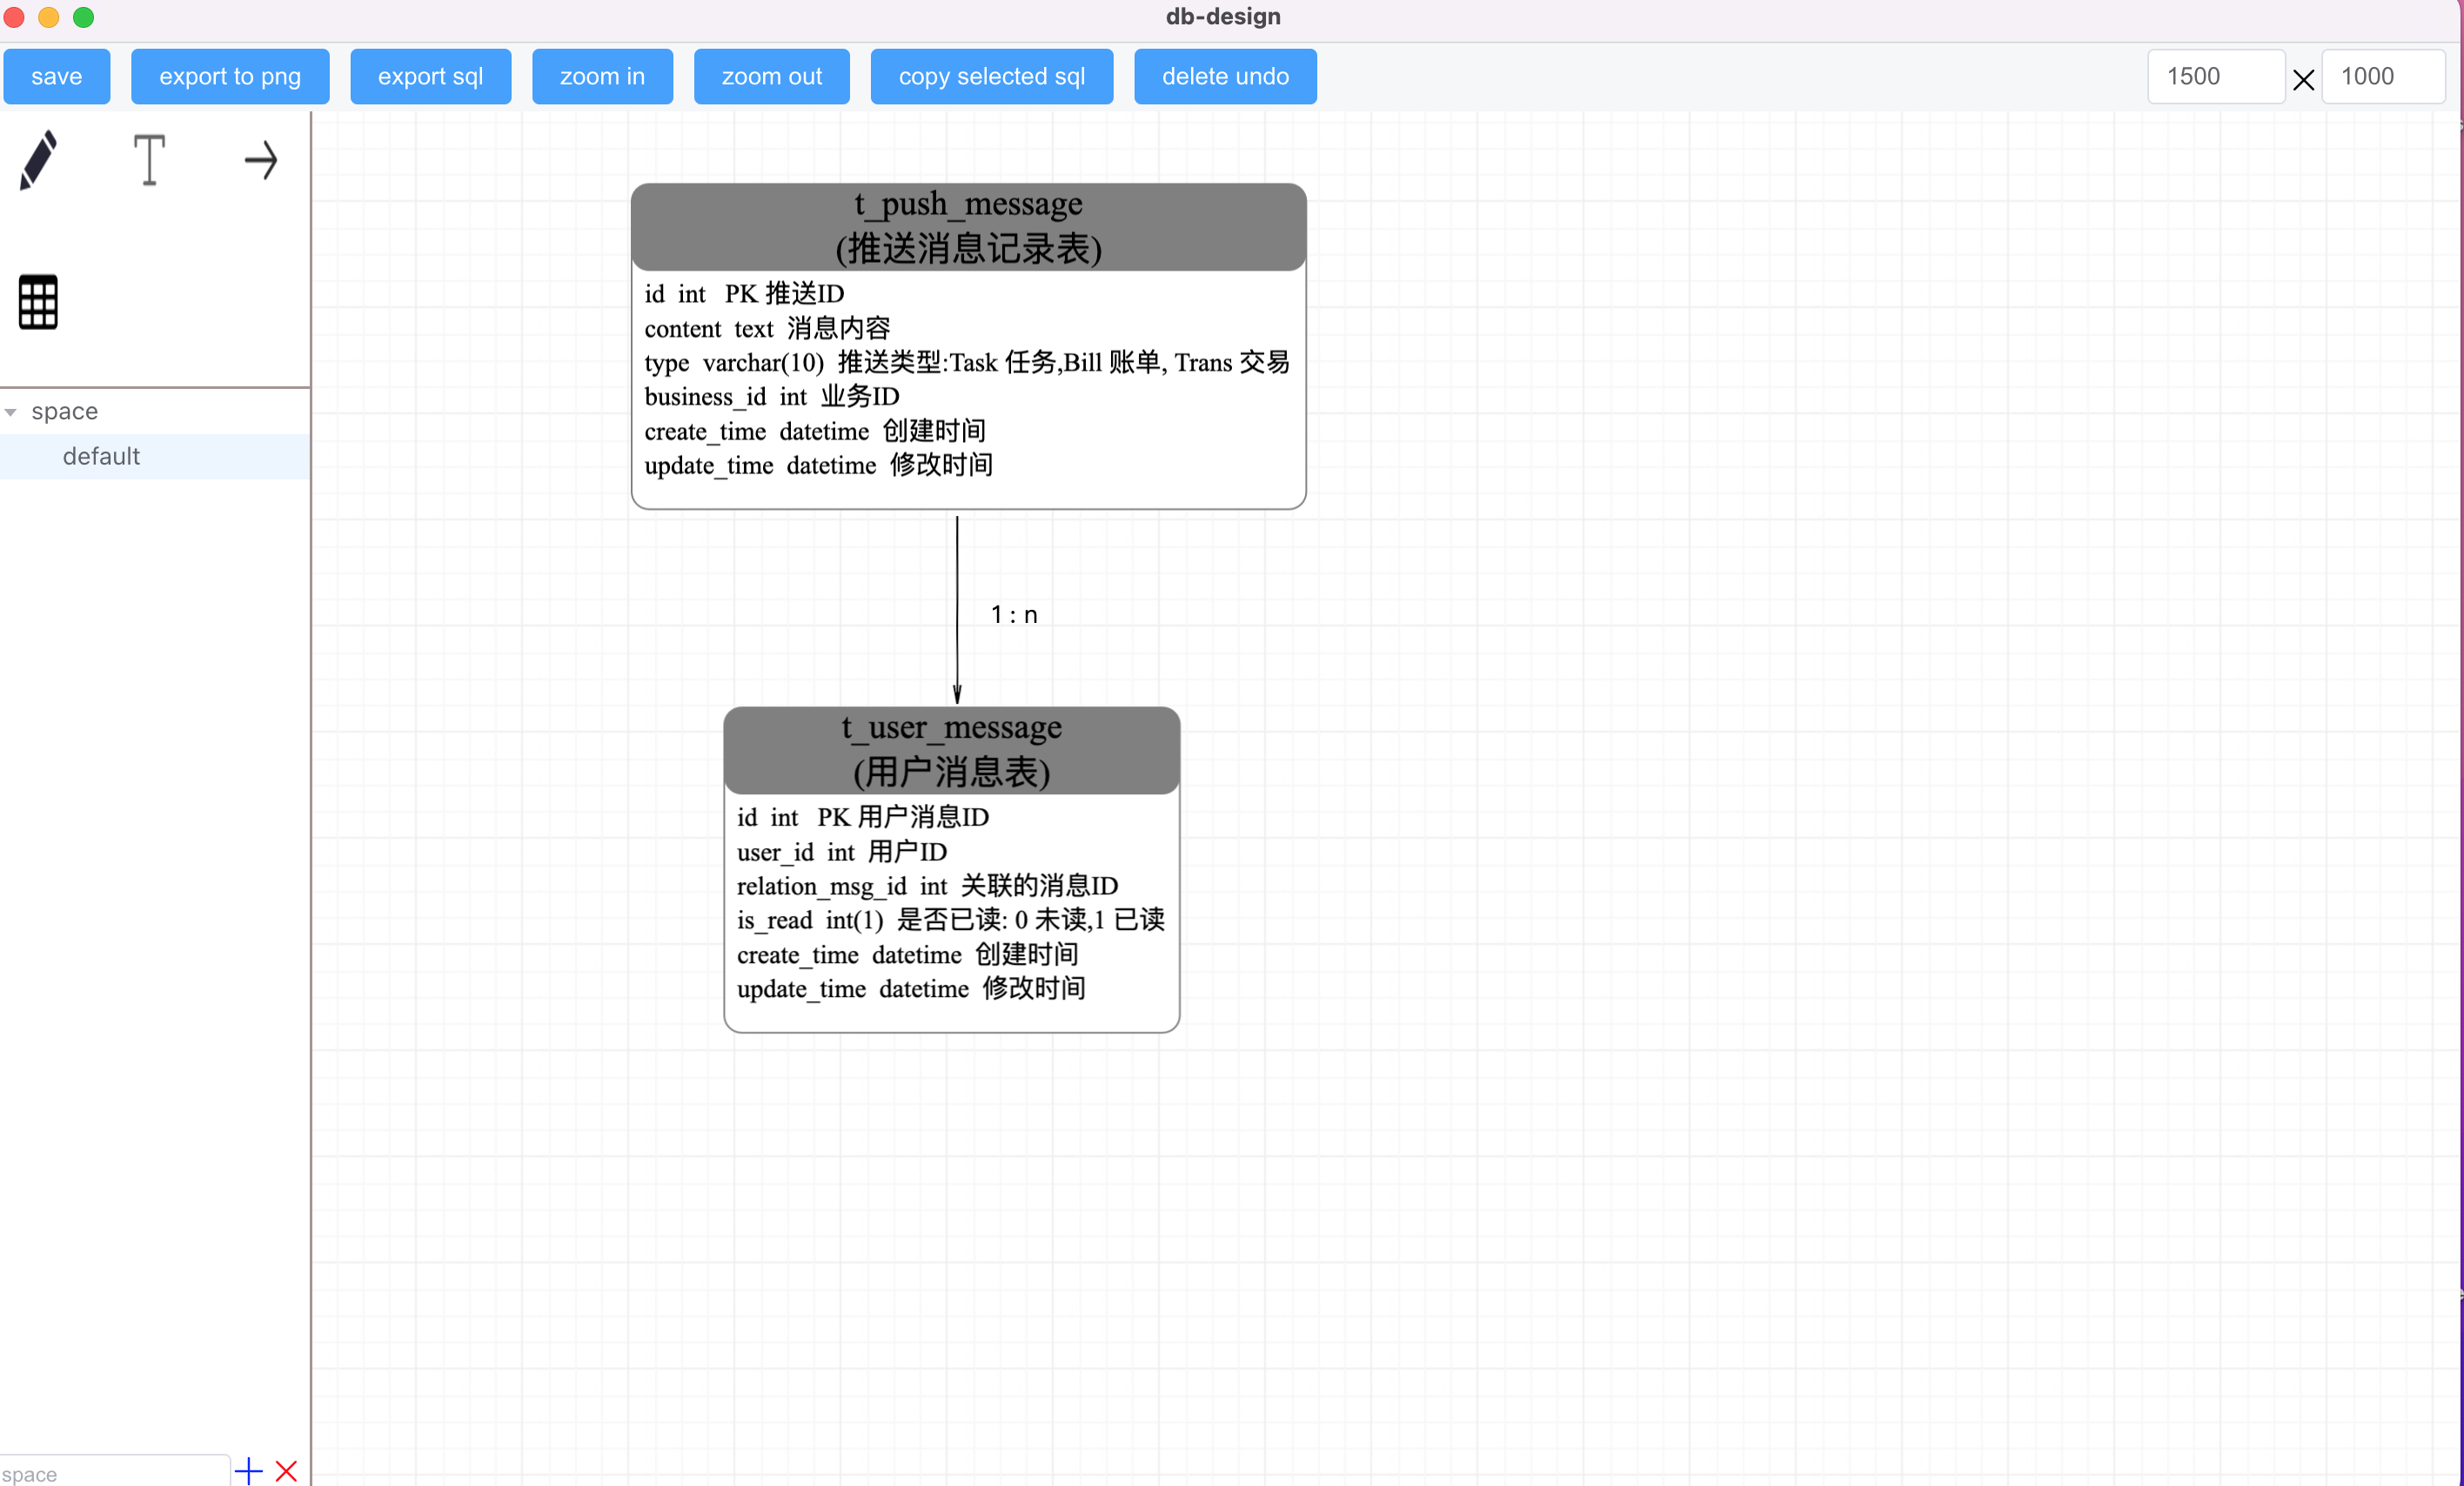 db-design
save export to png export sql zoom in zoom out copy selected sql delete undo 1500 1000
space
default
t_push_message
(推送消息记录表)
id int PK 推送ID
content text 消息内容
type varchar(10) 推送类型:Task 任务,Bill 账单, Trans 交易
business_id int 业务ID
create_time datetime 创建时间
update_time datetime 修改时间
1 : n
t_user_message
(用户消息表)
id int PK 用户消息ID
user_id int 用户ID
relation_msg_id int 关联的消息ID
is_read int(1) 是否已读: 0 未读,1 已读
create_time datetime 创建时间
update_time datetime 修改时间
space